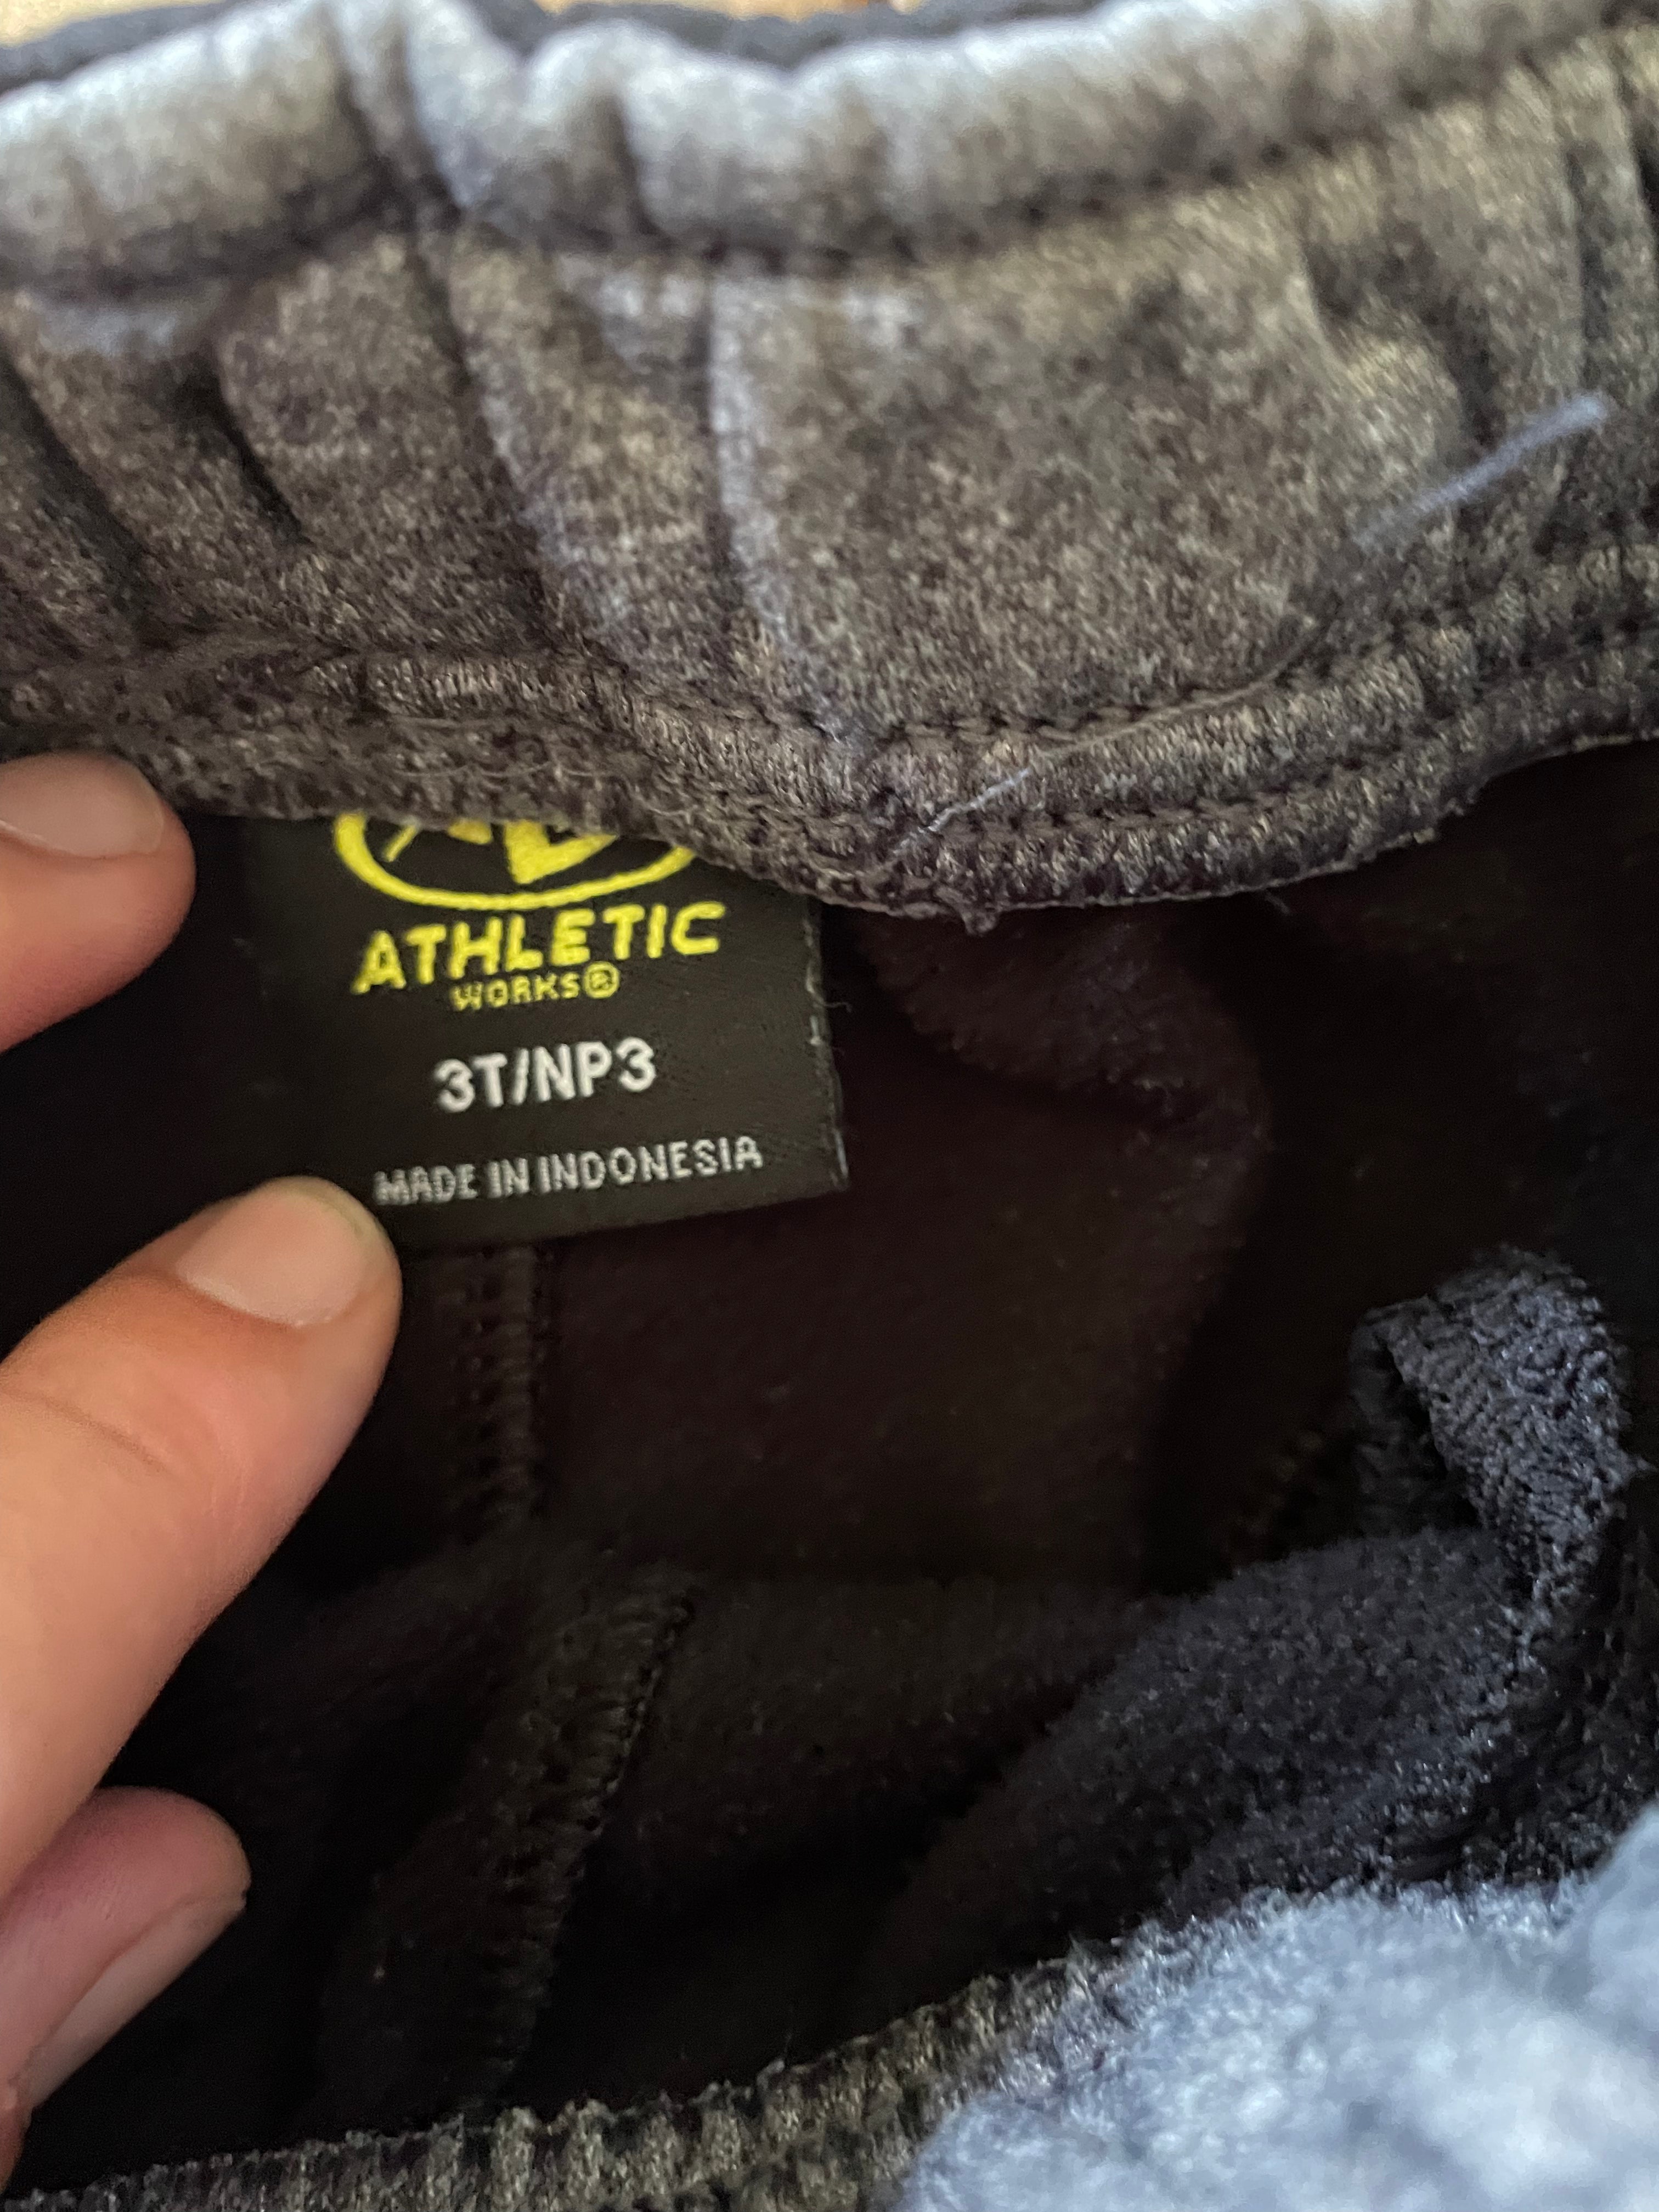 ATHLETIC
WORKS®
3T/NP3
MADE IN INDONESIA